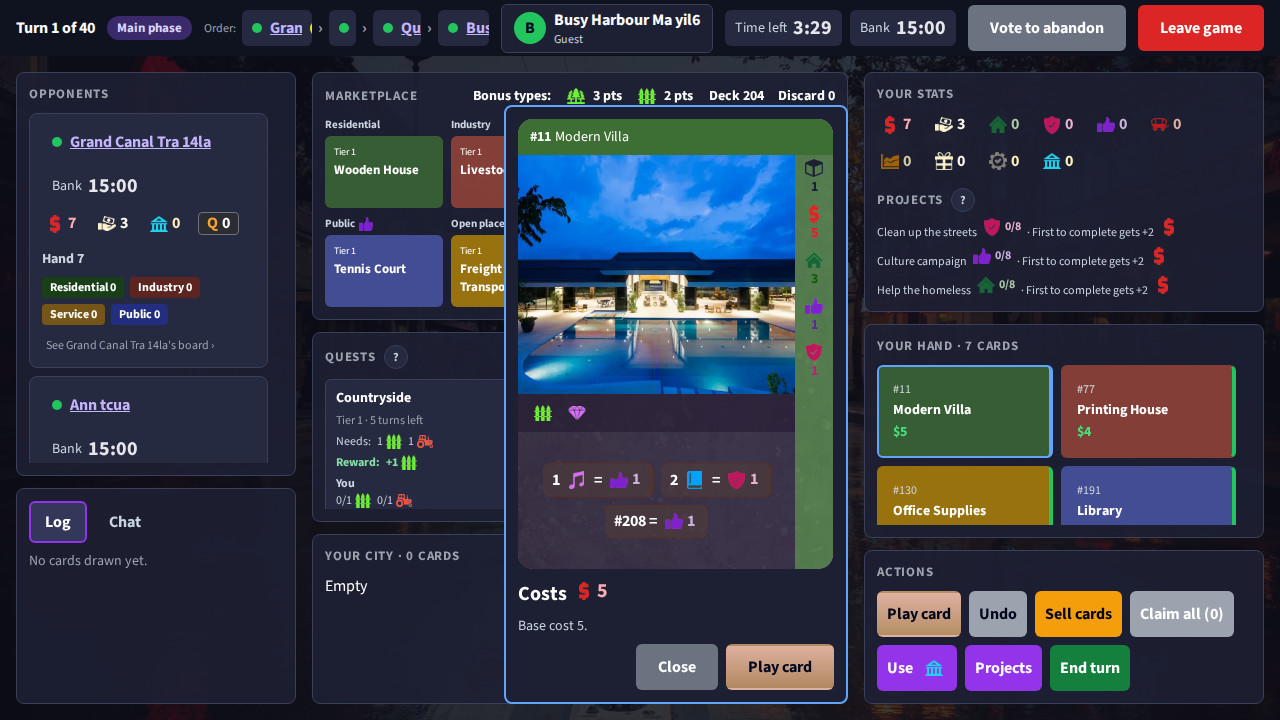 Turn 1 of 40
Main phase
Order:
Gran
›
›
Qu
›
Bus
B
Busy Harbour Ma yil6
Guest
Time left 3:29
Bank 15:00
Vote to abandon
Leave game
OPPONENTS
Grand Canal Tra 14la
Bank 15:00
7
3
0
Q 0
Hand 7
Residential 0
Industry 0
Service 0
Public 0
See Grand Canal Tra 14la's board ›
Ann tcua
Bank 15:00
Log
Chat
No cards drawn yet.
MARKETPLACE
Bonus types:
3 pts
2 pts
Deck 204
Discard 0
Residential
Industry
Tier 1
Wooden House
Tier 1
Livesto
Public
Open place
Tier 1
Tennis Court
Tier 1
Freight
Transpo
QUESTS
?
Countryside
Tier 1 · 5 turns left
Needs: 1 1
Reward: +1
You
0/1 0/1
YOUR CITY · 0 CARDS
Empty
#11 Modern Villa
1
5
3
1
1
1 = 1
2 = 1
#208 = 1
Costs 5
Base cost 5.
Close
Play card
YOUR STATS
7 3 0 0 0 0
0 0 0 0
PROJECTS
?
Clean up the streets 0/8 · First to complete gets +2
Culture campaign 0/8 · First to complete gets +2
Help the homeless 0/8 · First to complete gets +2
YOUR HAND · 7 CARDS
#11
Modern Villa
$5
#77
Printing House
$4
#130
Office Supplies
#191
Library
ACTIONS
Play card
Undo
Sell cards
Claim all (0)
Use
Projects
End turn